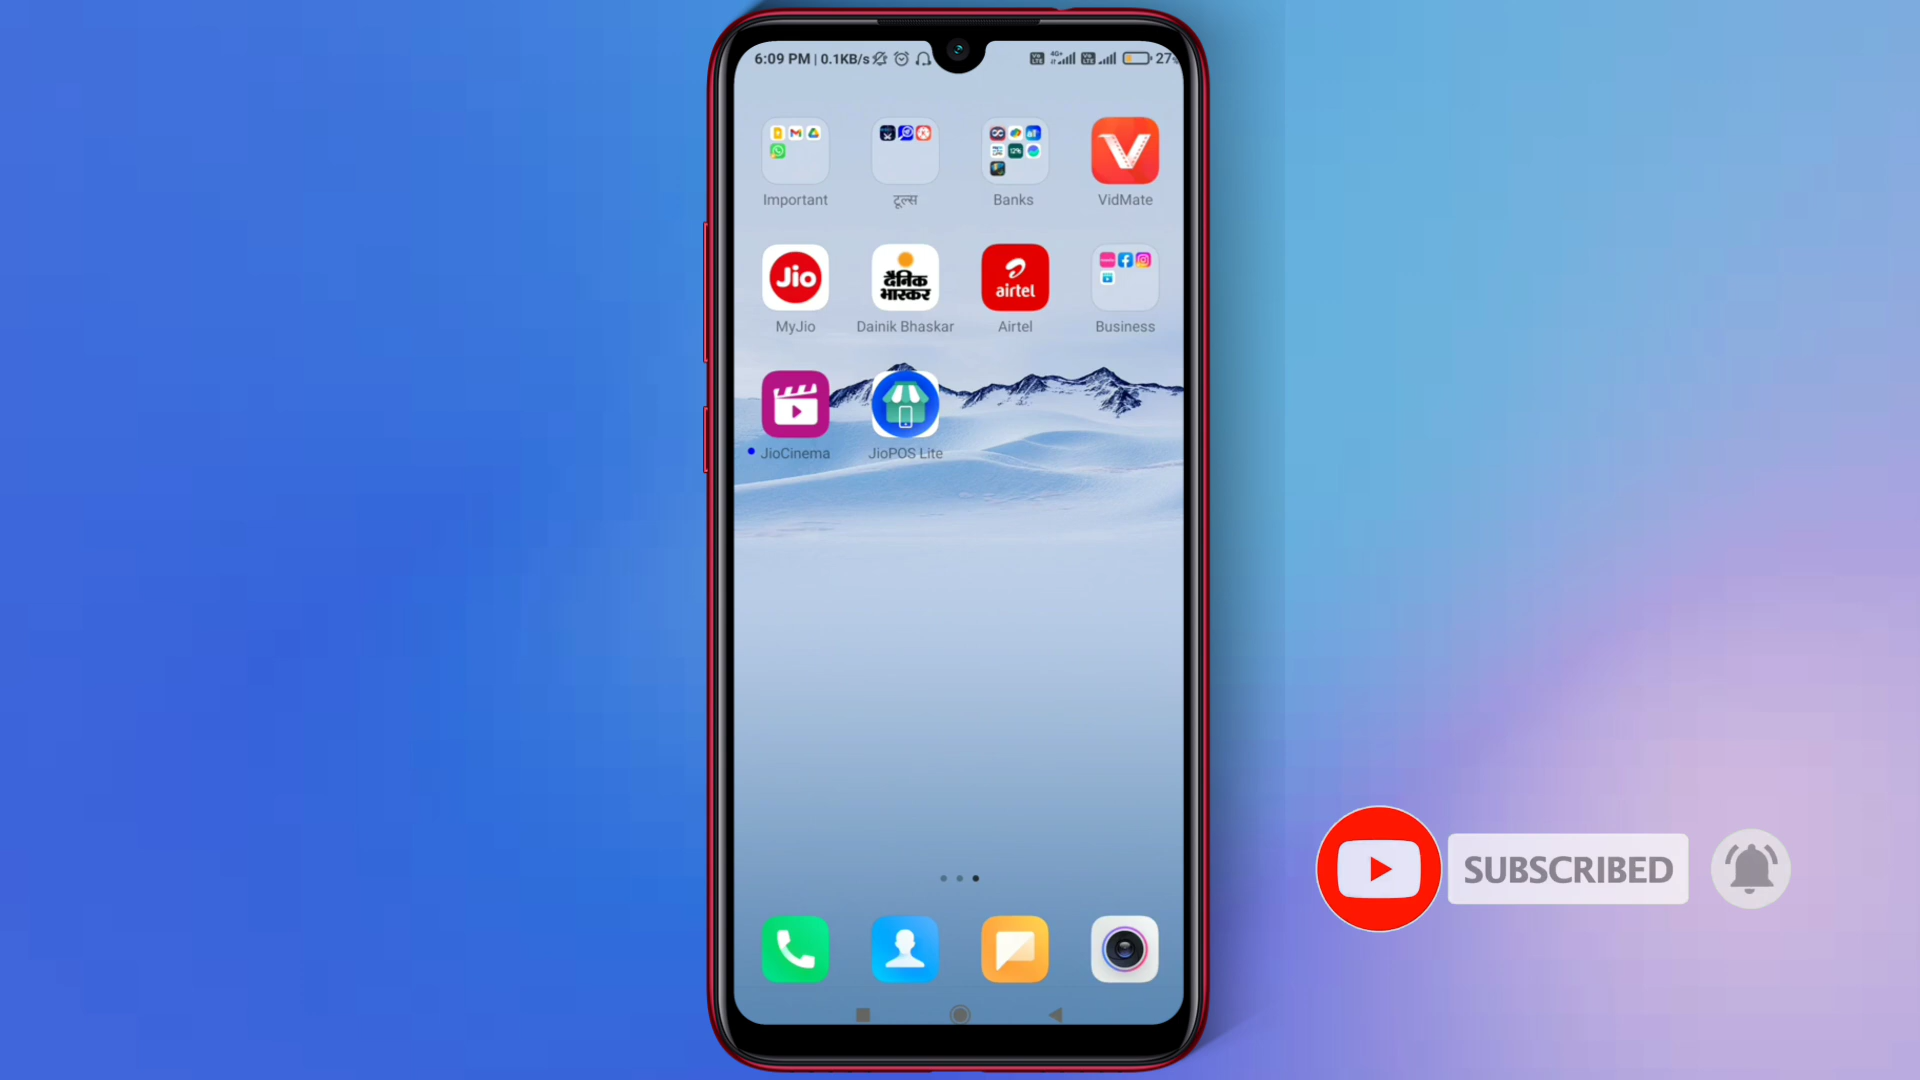 6:09 PM | 0.1KB/s 4G+ 27
Important टूल्स Banks VidMate
Jio दैनिक भास्कर airtel
MyJio Dainik Bhaskar Airtel Business
JioCinema JioPOS Lite
SUBSCRIBED